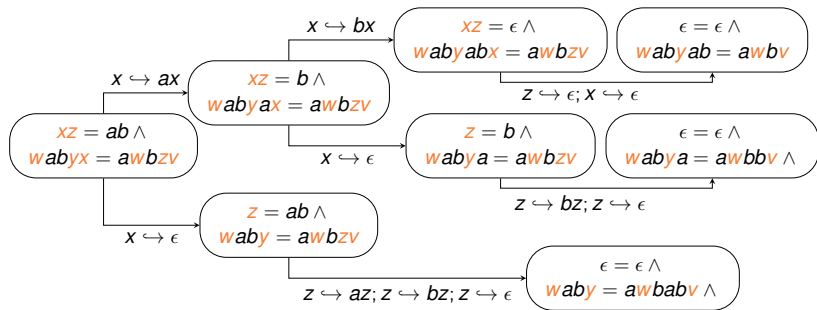 x ↪ bx
xz = ϵ ∧
wabyabx = awbzv
ϵ = ϵ ∧
wabyab = awbv
z ↪ ϵ; x ↪ ϵ
x ↪ ax
xz = b ∧
wabyax = awbzv
x ↪ ϵ
xz = ab ∧
wabyx = awbzv
z = b ∧
wabya = awbzv
ϵ = ϵ ∧
wabya = awbbv ∧
z ↪ bz; z ↪ ϵ
x ↪ ϵ
z = ab ∧
waby = awbzv
z ↪ az; z ↪ bz; z ↪ ϵ
ϵ = ϵ ∧
waby = awbabv ∧